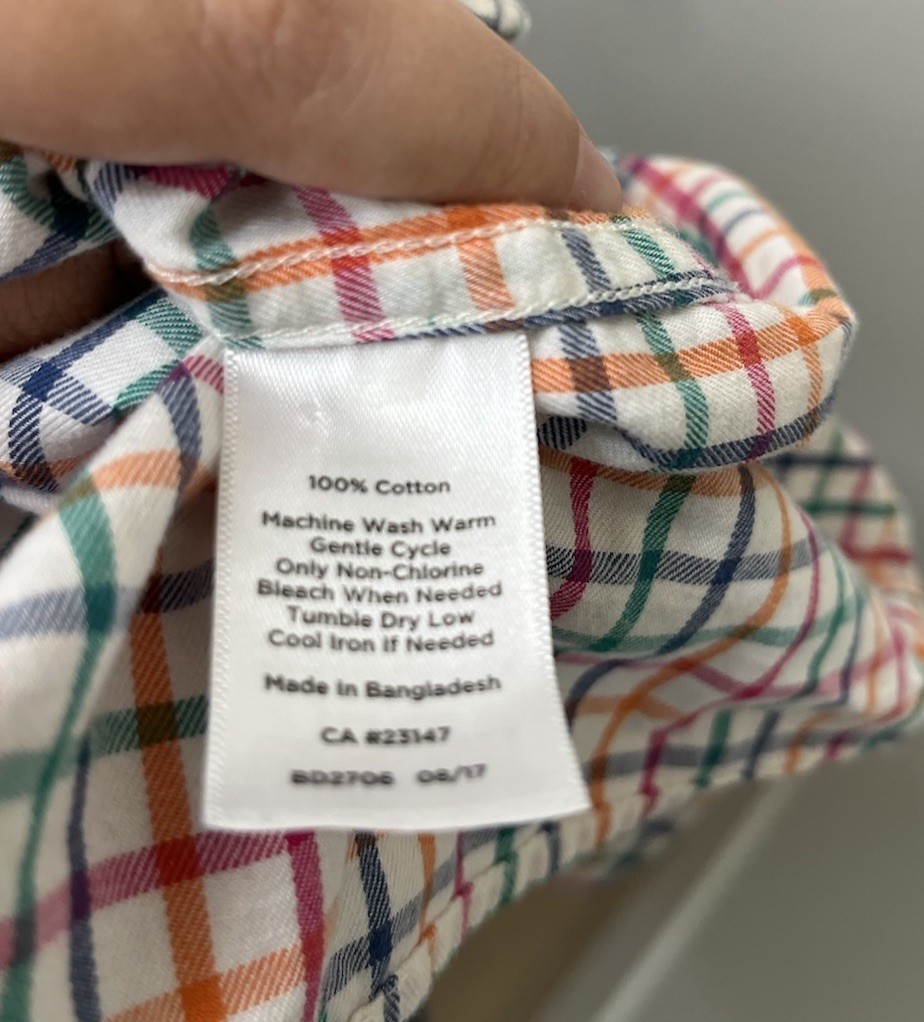 100% Cotton
Machine Wash Warm
Gentle Cycle
Only Non-Chlorine
Bleach When Needed
Tumble Dry Low
Cool Iron If Needed
Made in Bangladesh
CA #23147
BD2706 08/17